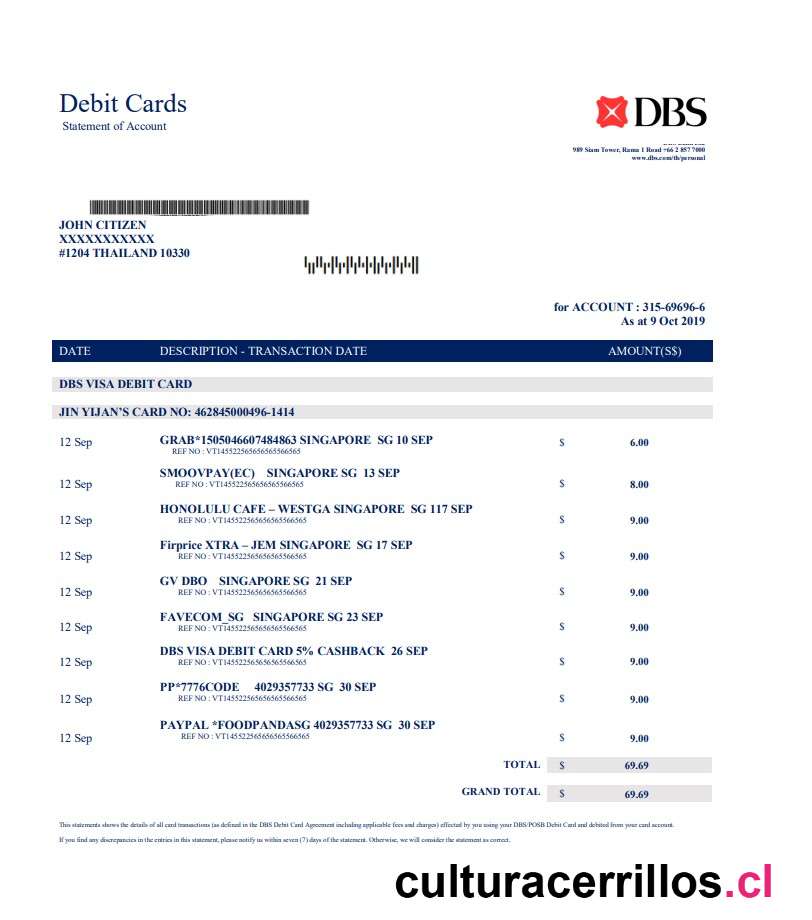 Debit Cards
Statement of Account
DBS
989 Siam Tower, Rama 1 Road +66 2 857 7000
www.dbs.com/th/personal
JOHN CITIZEN
XXXXXXXXXXX
#1204 THAILAND 10330
for ACCOUNT : 315-69696-6
As at 9 Oct 2019
DATE DESCRIPTION - TRANSACTION DATE AMOUNT(S$)
DBS VISA DEBIT CARD
JIN YIJAN'S CARD NO: 462845000496-1414
12 Sep GRAB*1505046607484863 SINGAPORE SG 10 SEP $ 6.00
REF NO : VT145522565656565566565
12 Sep SMOOVPAY(EC) SINGAPORE SG 13 SEP $ 8.00
REF NO : VT145522565656565566565
12 Sep HONOLULU CAFE – WESTGA SINGAPORE SG 117 SEP $ 9.00
REF NO : VT145522565656565566565
12 Sep Firprice XTRA – JEM SINGAPORE SG 17 SEP $ 9.00
REF NO : VT145522565656565566565
12 Sep GV DBO SINGAPORE SG 21 SEP $ 9.00
REF NO : VT145522565656565566565
12 Sep FAVECOM_SG SINGAPORE SG 23 SEP $ 9.00
REF NO : VT145522565656565566565
12 Sep DBS VISA DEBIT CARD 5% CASHBACK 26 SEP $ 9.00
REF NO : VT145522565656565566565
12 Sep PP*7776CODE 4029357733 SG 30 SEP $ 9.00
REF NO : VT145522565656565566565
12 Sep PAYPAL *FOODPANDASG 4029357733 SG 30 SEP $ 9.00
REF NO : VT145522565656565566565
TOTAL $ 69.69
GRAND TOTAL $ 69.69
This statements shows the details of all card transctions (as defined in the DBS Debit Card Agreement including applicable fees and charges) effected by you using your DBS/POSB Debit Card and debited from your card account.
If you find any discrepancies in the entries in this statement, please notify us within seven (7) days of the statement. Otherwise, we will consider the statement as correct.
culturacerrillos.cl